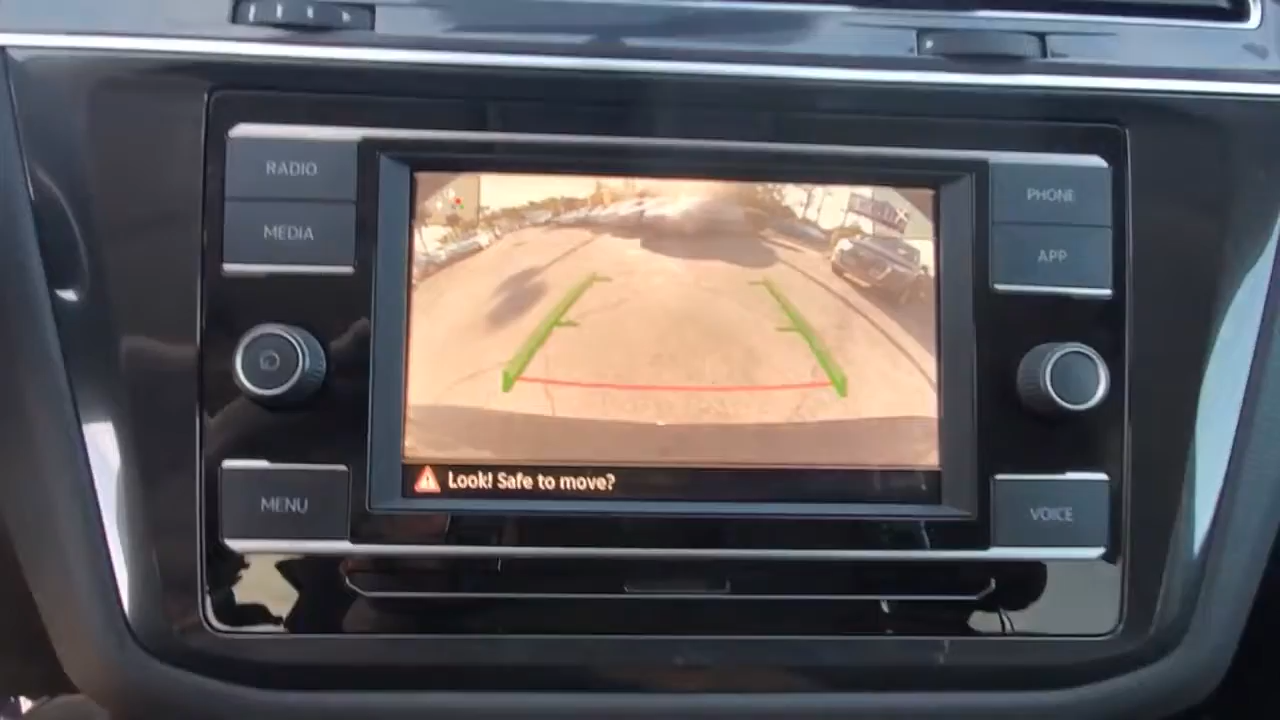 RADIO
MEDIA
MENU
PHONE
APP
VOICE
Look! Safe to move?